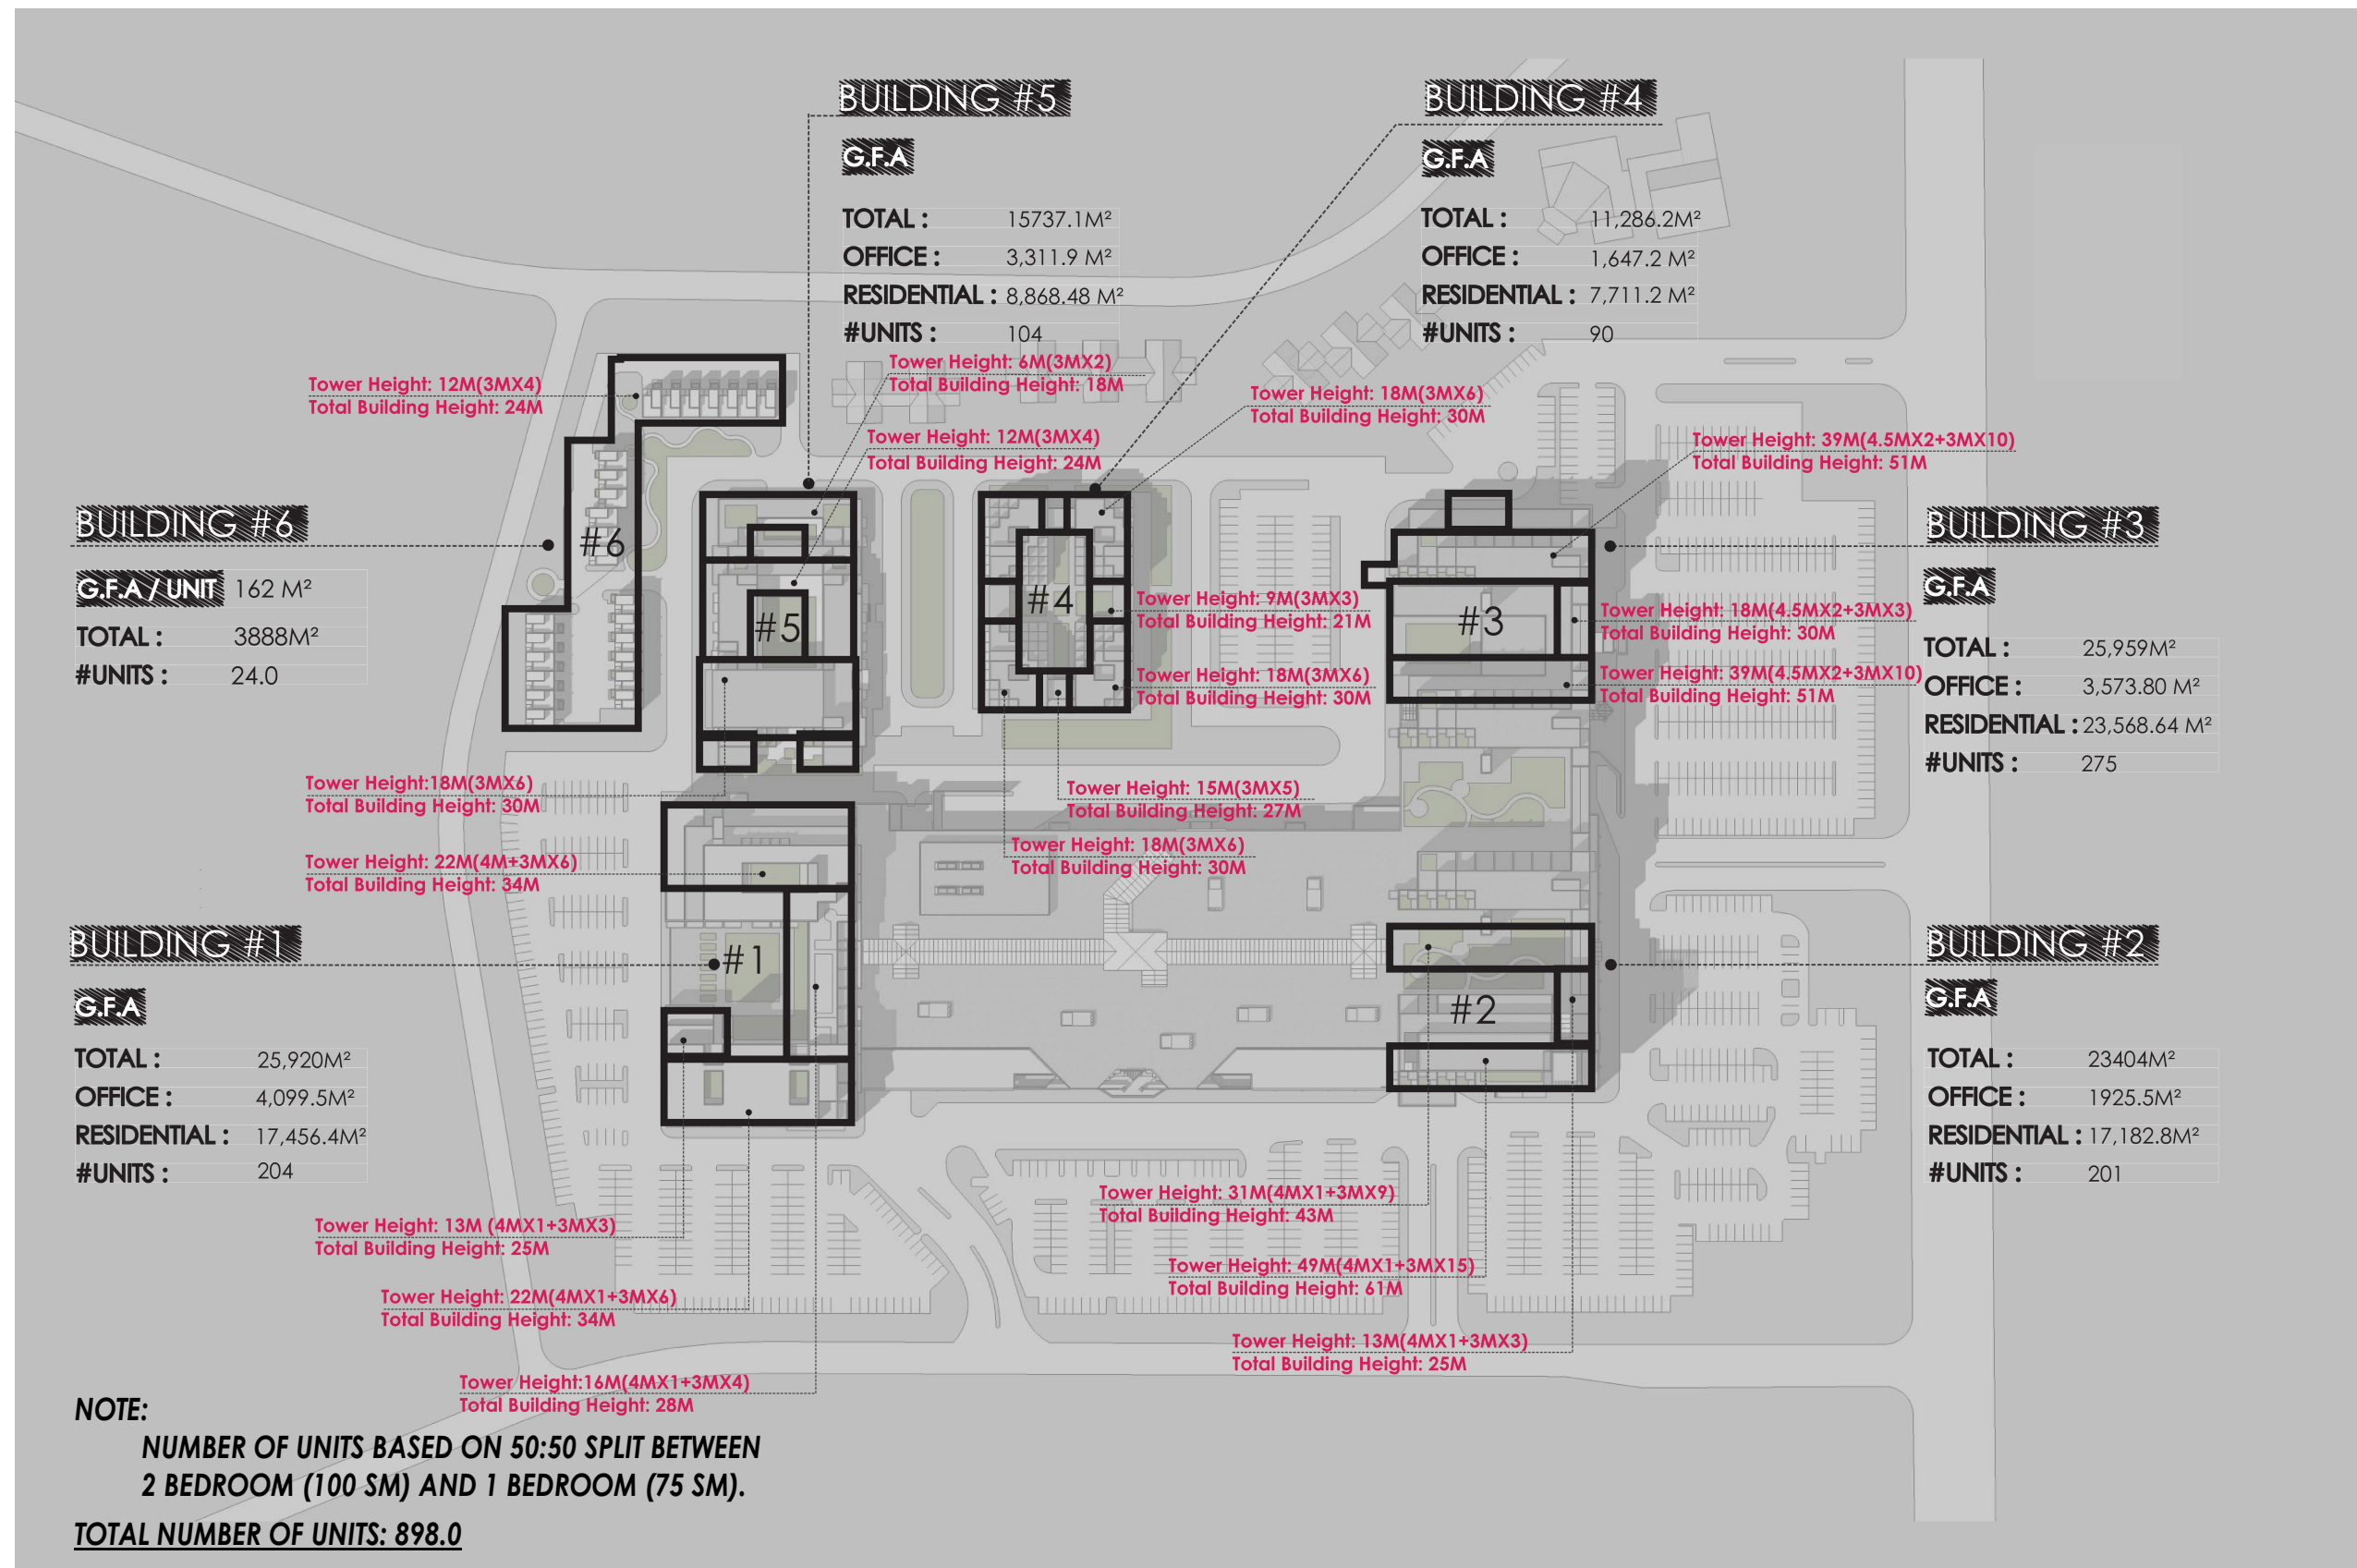 BUILDING #5
G.F.A
TOTAL : 15737.1M²
OFFICE : 3,311.9 M²
RESIDENTIAL : 8,868.48 M²
#UNITS : 104
BUILDING #4
G.F.A
TOTAL : 11,286.2M²
OFFICE : 1,647.2 M²
RESIDENTIAL : 7,711.2 M²
#UNITS : 90
Tower Height: 12M(3MX4)
Total Building Height: 24M
Tower Height: 6M(3MX2)
Total Building Height: 18M
Tower Height: 12M(3MX4)
Total Building Height: 24M
Tower Height: 18M(3MX6)
Total Building Height: 30M
Tower Height: 39M(4.5MX2+3MX10)
Total Building Height: 51M
BUILDING #6
G.F.A / UNIT 162 M²
TOTAL : 3888M²
#UNITS : 24.0
#6
#5
#4
#3
Tower Height: 9M(3MX3)
Total Building Height: 21M
Tower Height: 18M(3MX6)
Total Building Height: 30M
Tower Height: 18M(4.5MX2+3MX3)
Total Building Height: 30M
Tower Height: 39M(4.5MX2+3MX10)
Total Building Height: 51M
BUILDING #3
G.F.A
TOTAL : 25,959M²
OFFICE : 3,573.80 M²
RESIDENTIAL : 23,568.64 M²
#UNITS : 275
Tower Height:18M(3MX6)
Total Building Height: 30M
Tower Height: 15M(3MX5)
Total Building Height: 27M
Tower Height: 18M(3MX6)
Total Building Height: 30M
Tower Height: 22M(4M+3MX6)
Total Building Height: 34M
BUILDING #1
G.F.A
TOTAL : 25,920M²
OFFICE : 4,099.5M²
RESIDENTIAL : 17,456.4M²
#UNITS : 204
#1
#2
BUILDING #2
G.F.A
TOTAL : 23404M²
OFFICE : 1925.5M²
RESIDENTIAL : 17,182.8M²
#UNITS : 201
Tower Height: 13M (4MX1+3MX3)
Total Building Height: 25M
Tower Height: 22M(4MX1+3MX6)
Total Building Height: 34M
Tower Height:16M(4MX1+3MX4)
Total Building Height: 28M
Tower Height: 31M(4MX1+3MX9)
Total Building Height: 43M
Tower Height: 49M(4MX1+3MX15)
Total Building Height: 61M
Tower Height: 13M(4MX1+3MX3)
Total Building Height: 25M
NOTE:
NUMBER OF UNITS BASED ON 50:50 SPLIT BETWEEN
2 BEDROOM (100 SM) AND 1 BEDROOM (75 SM).
TOTAL NUMBER OF UNITS: 898.0